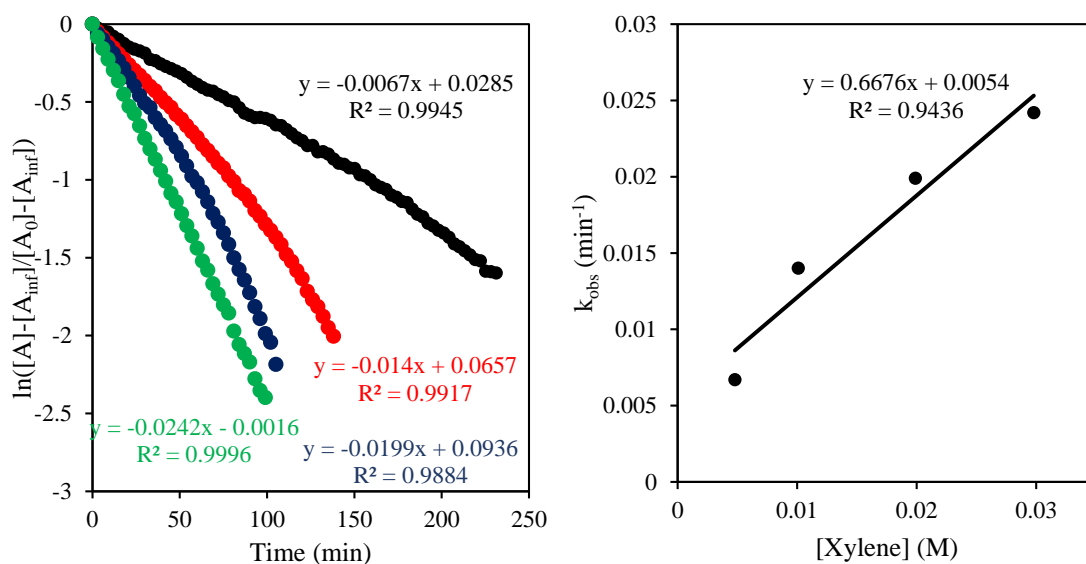 0
-0.5
-1
-1.5
-2
-2.5
-3
0
50
100
150
200
250
ln([A]-[A_inf]/[A_0]-[A_inf])
Time (min)
y = -0.0067x + 0.0285
R² = 0.9945
y = -0.014x + 0.0657
R² = 0.9917
y = -0.0242x - 0.0016
R² = 0.9996
y = -0.0199x + 0.0936
R² = 0.9884
0.03
0.025
0.02
0.015
0.01
0.005
0
0
0.01
0.02
0.03
k_obs (min⁻¹)
[Xylene] (M)
y = 0.6676x + 0.0054
R² = 0.9436